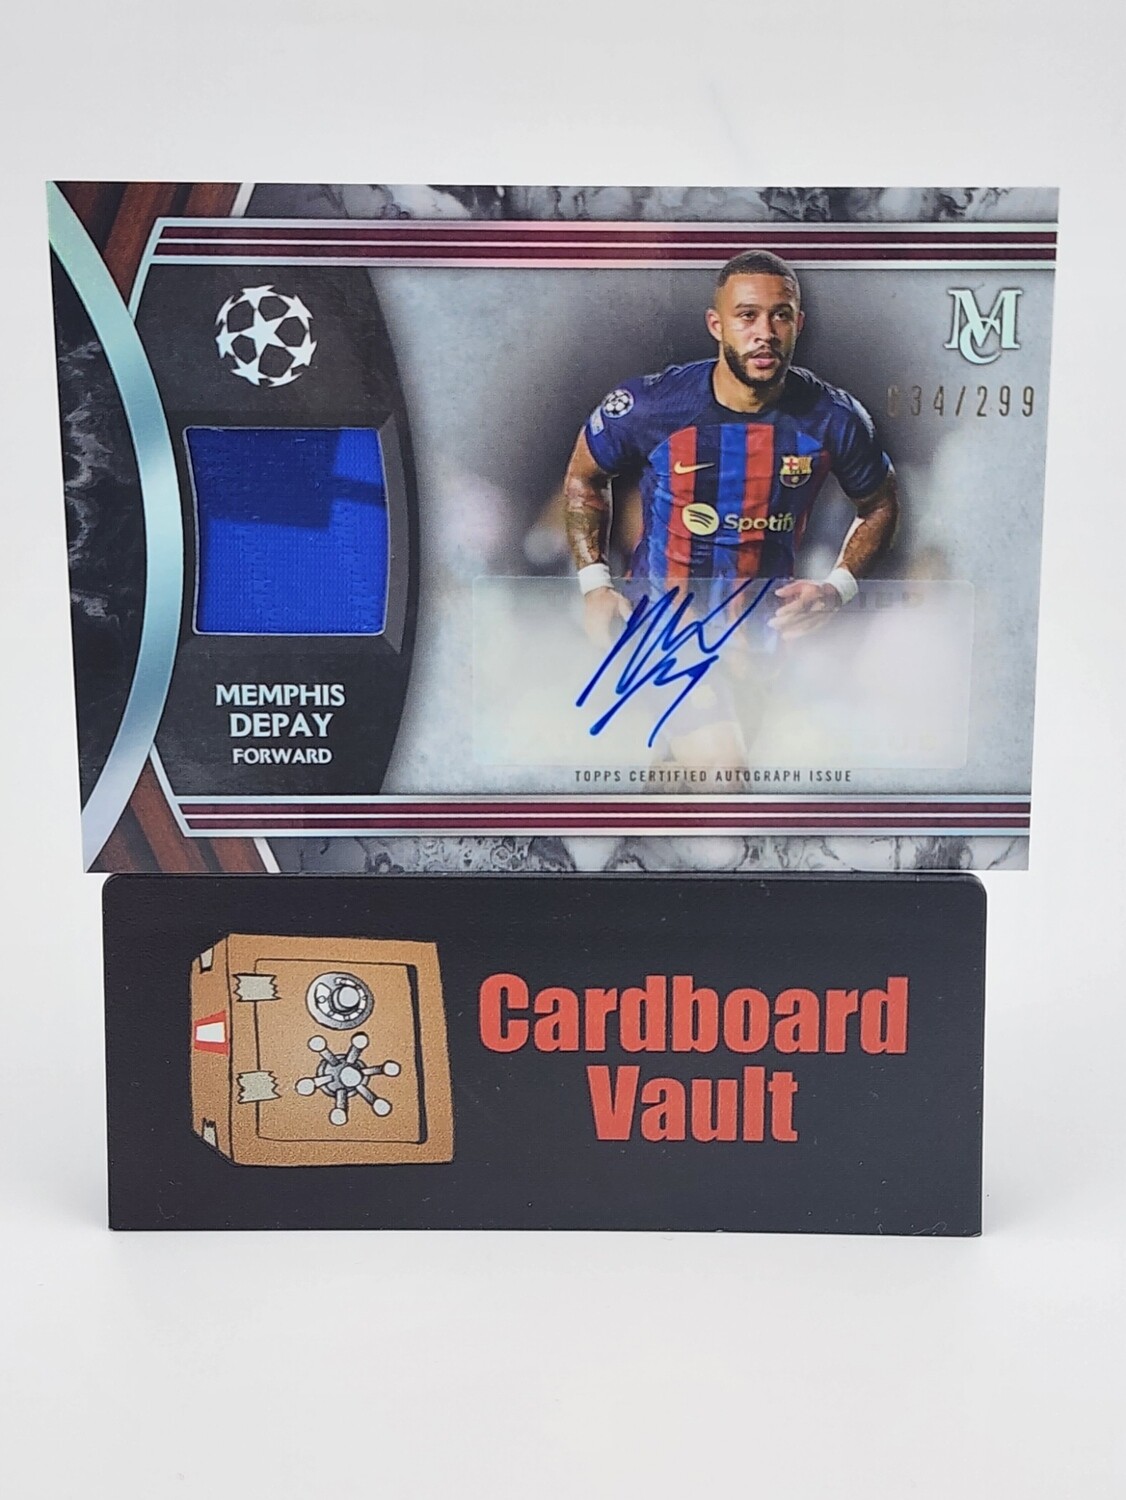 MC
034/299
Spotify
MEMPHIS
DEPAY
FORWARD
TOPPS CERTIFIED AUTOGRAPH ISSUE
Cardboard
Vault